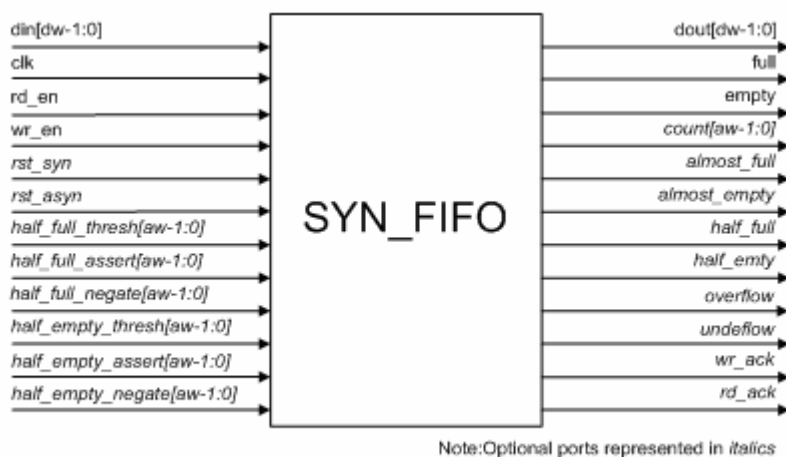 din[dw-1:0]
clk
rd_en
wr_en
rst_syn
rst_asyn
half_full_thresh[aw-1:0]
half_full_assert[aw-1:0]
half_full_negate[aw-1:0]
half_empty_thresh[aw-1:0]
half_empty_assert[aw-1:0]
half_empty_negate[aw-1:0]
SYN_FIFO
dout[dw-1:0]
full
empty
count[aw-1:0]
almost_full
almost_empty
half_full
half_emty
overflow
undeflow
wr_ack
rd_ack
Note:Optional ports represented in italics